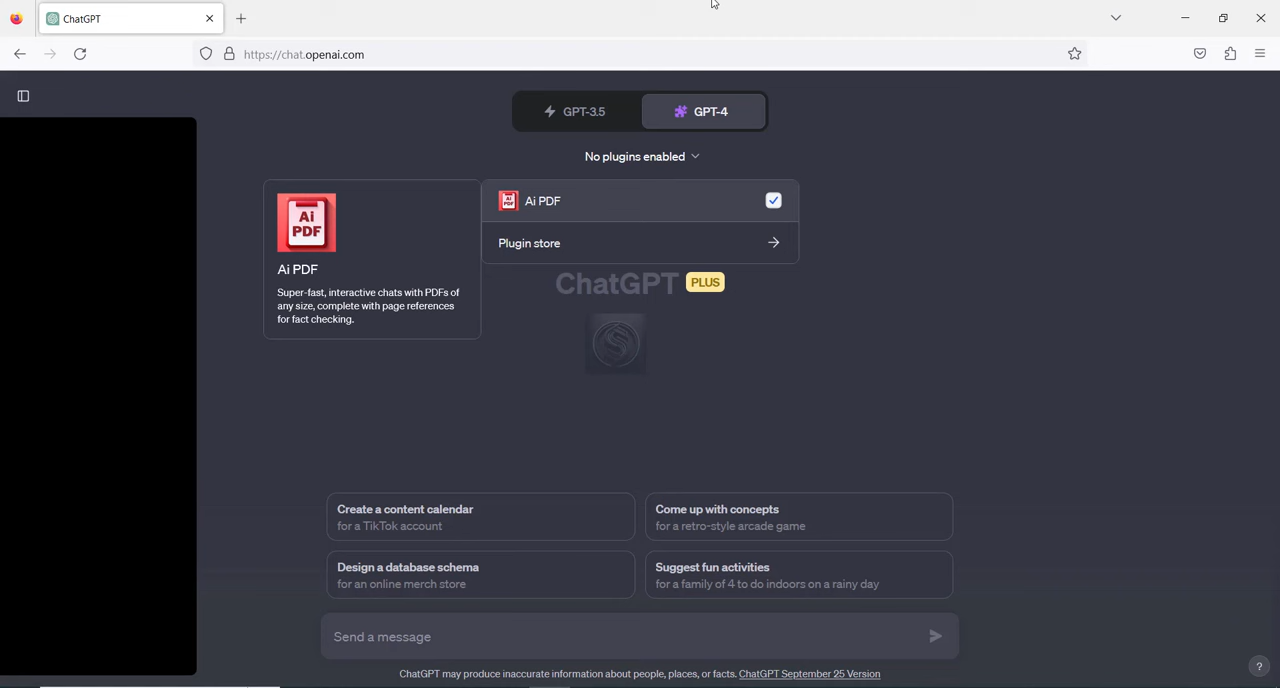 ChatGPT
https://chat.openai.com
GPT-3.5
GPT-4
No plugins enabled
Ai PDF
Ai
PDF
Ai PDF
Super-fast, interactive chats with PDFs of
any size, complete with page references
for fact checking.
Ai
PDF
Plugin store
ChatGPT PLUS
Create a content calendar
for a TikTok account
Come up with concepts
for a retro-style arcade game
Design a database schema
for an online merch store
Suggest fun activities
for a family of 4 to do indoors on a rainy day
Send a message
ChatGPT may produce inaccurate information about people, places, or facts. ChatGPT September 25 Version
?